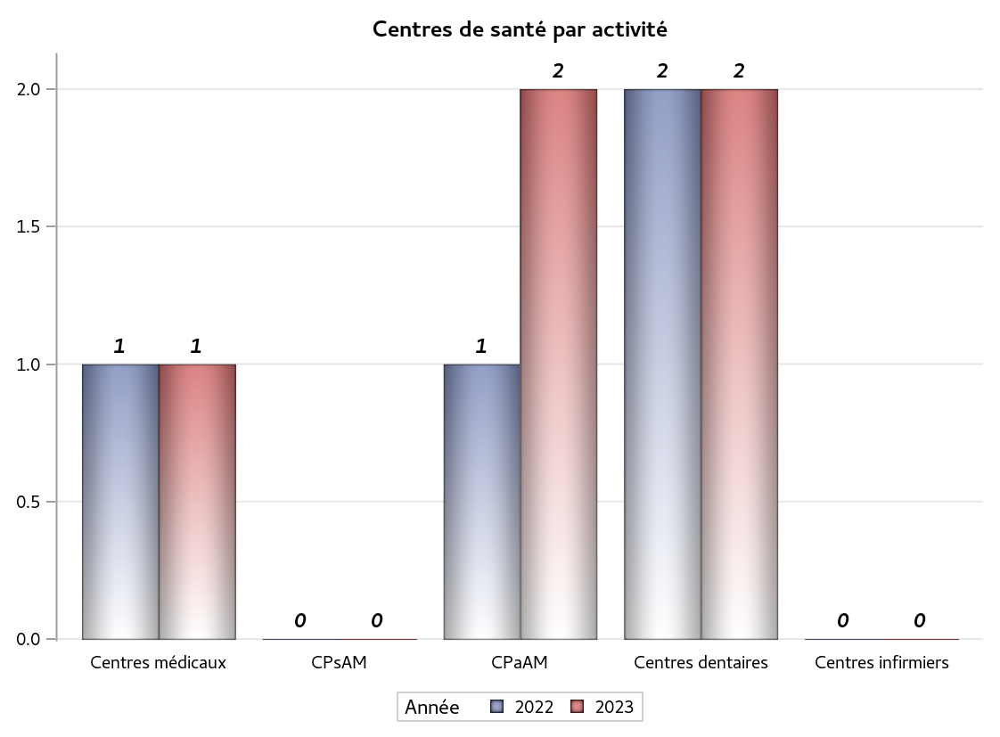 Centres de santé par activité
2 2 2
2.0
1.5
1 1 1
1.0
0.5
0 0 0 0
0.0
Centres médicaux CPsAM CPaAM Centres dentaires Centres infirmiers
Année 2022 2023